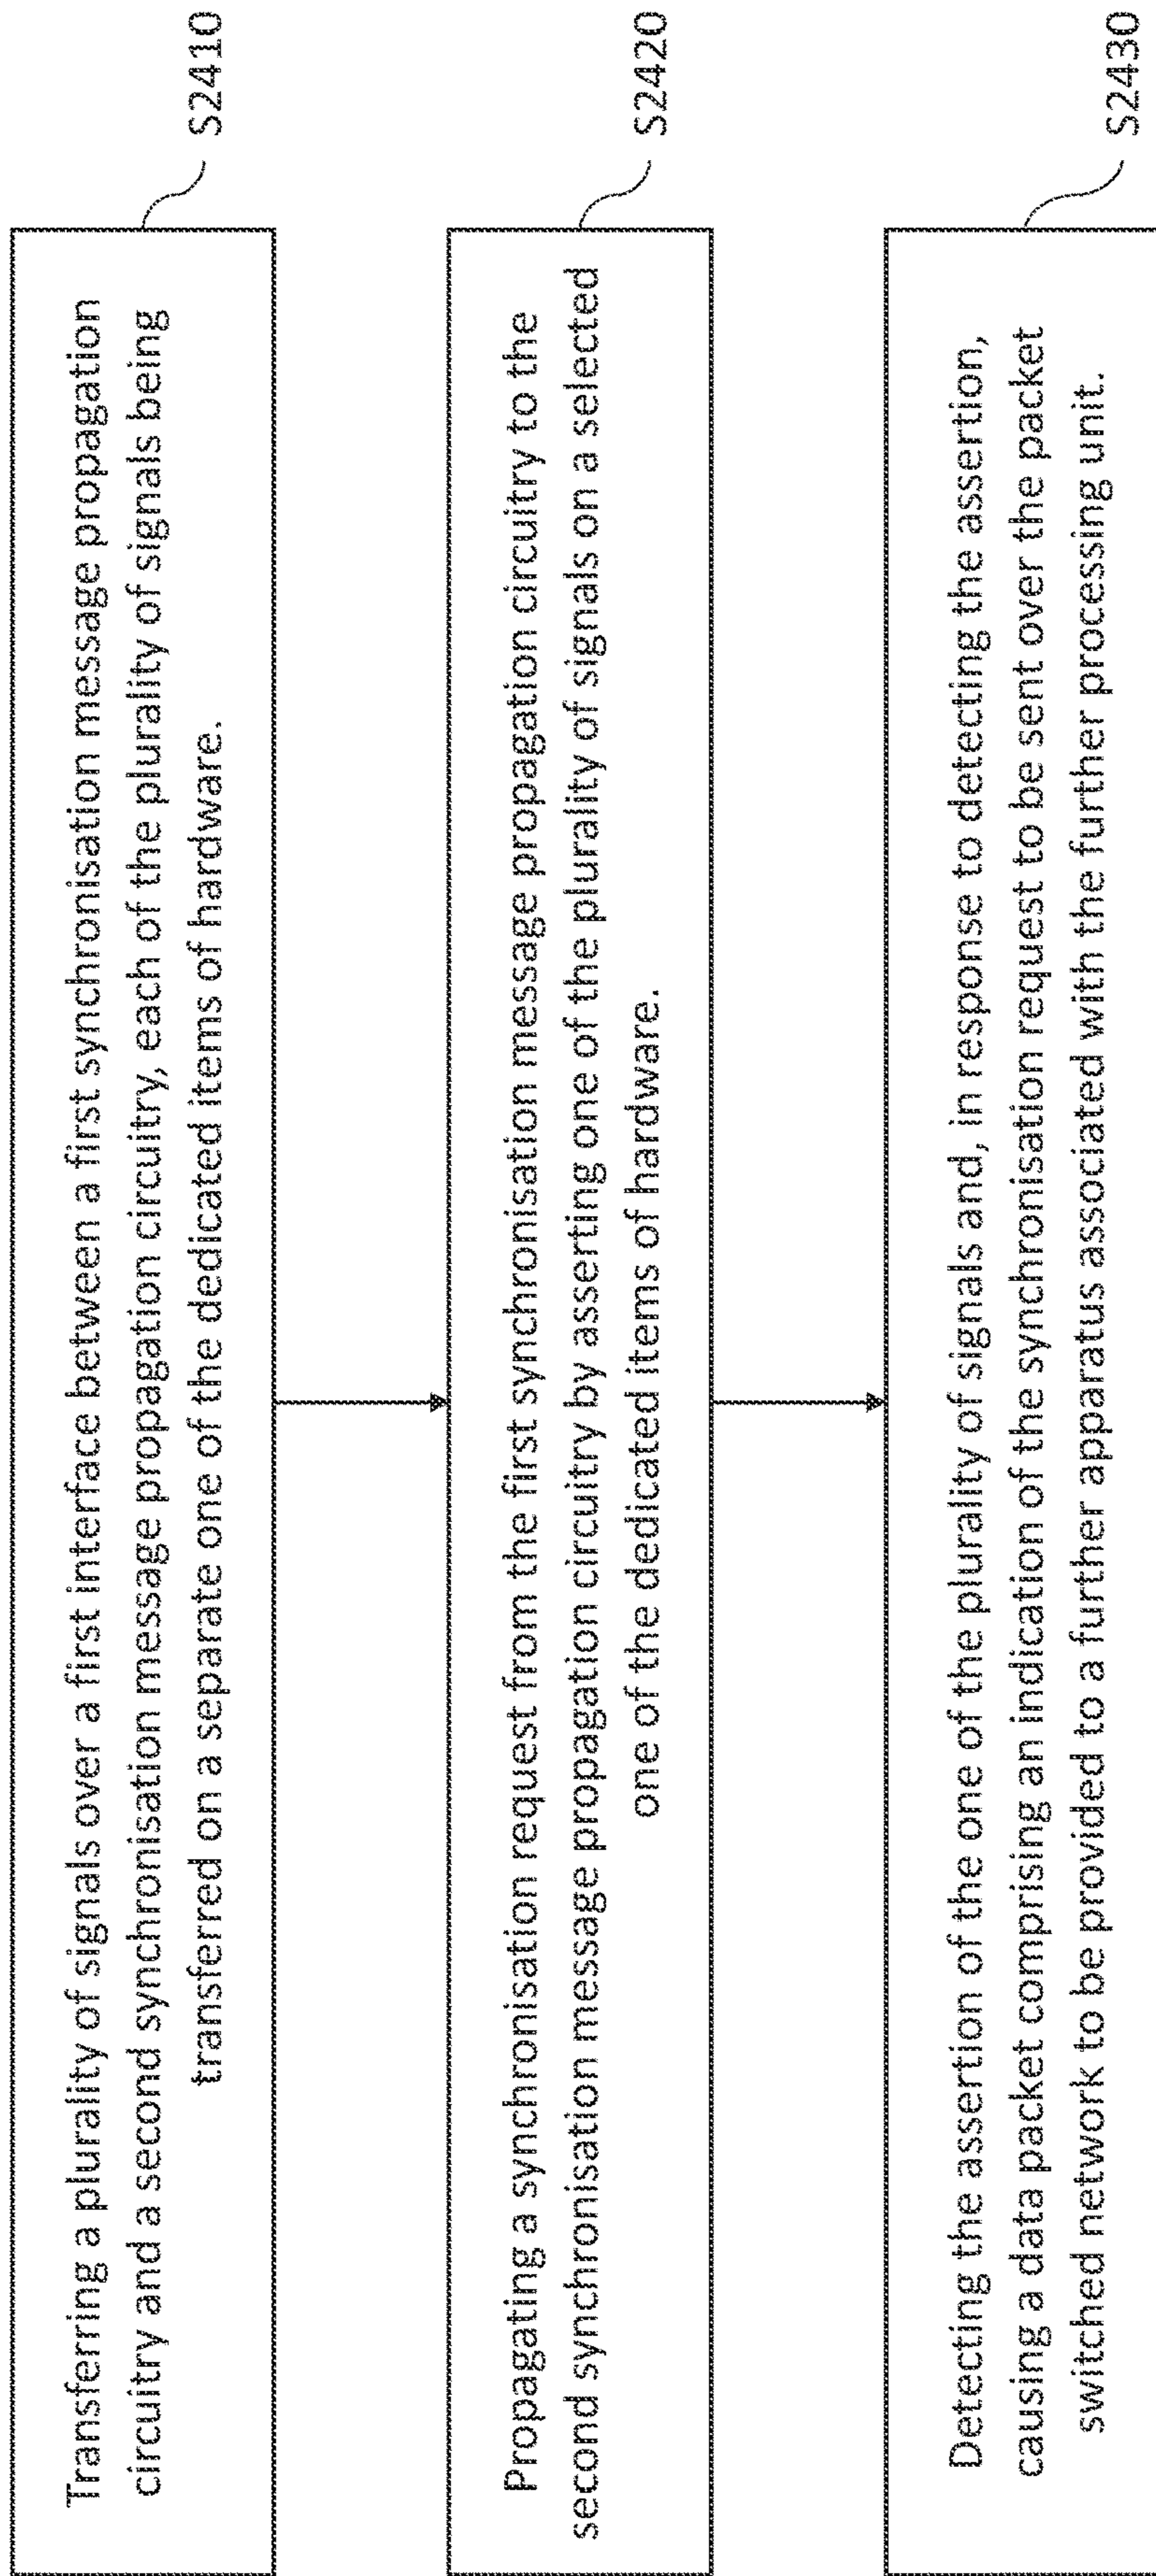 Transferring a plurality of signals over a first interface between a first synchronisation message propagation
circuitry and a second synchronisation message propagation circuitry, each of the plurality of signals being
transferred on a separate one of the dedicated items of hardware.
S2410
Propagating a synchronisation request from the first synchronisation message propagation circuitry to the
second synchronisation message propagation circuitry by asserting one of the plurality of signals on a selected
one of the dedicated items of hardware.
S2420
Detecting the assertion of the one of the plurality of signals and, in response to detecting the assertion,
causing a data packet comprising an indication of the synchronisation request to be sent over the packet
switched network to be provided to a further apparatus associated with the further processing unit.
S2430